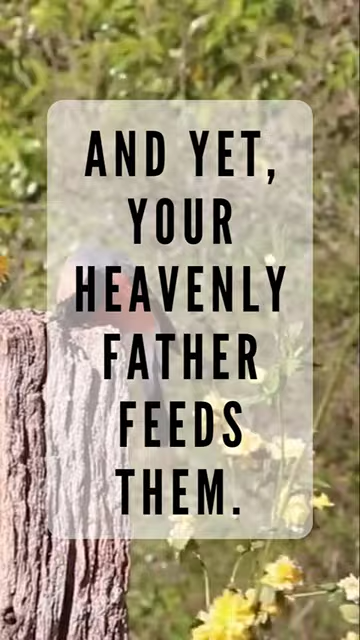 AND YET,
YOUR
HEAVENLY
FATHER
FEEDS
THEM.